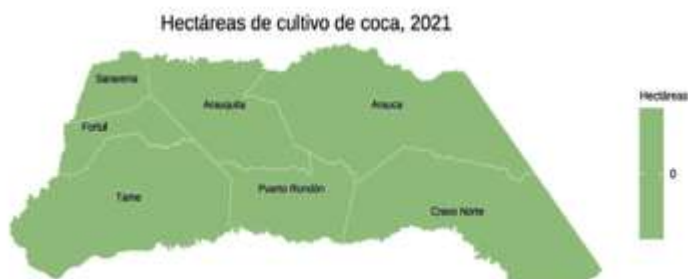 Hectáreas de cultivo de coca, 2021
Saravena
Arauquita
Arauca
Fortul
Tame
Puerto Rondón
Cravo Norte
Hectáreas
0